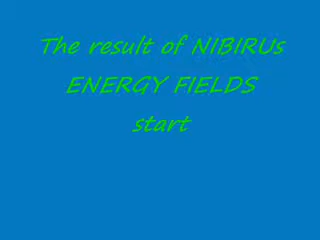 The result of NIBIRUs
ENERGY FIELDS
start